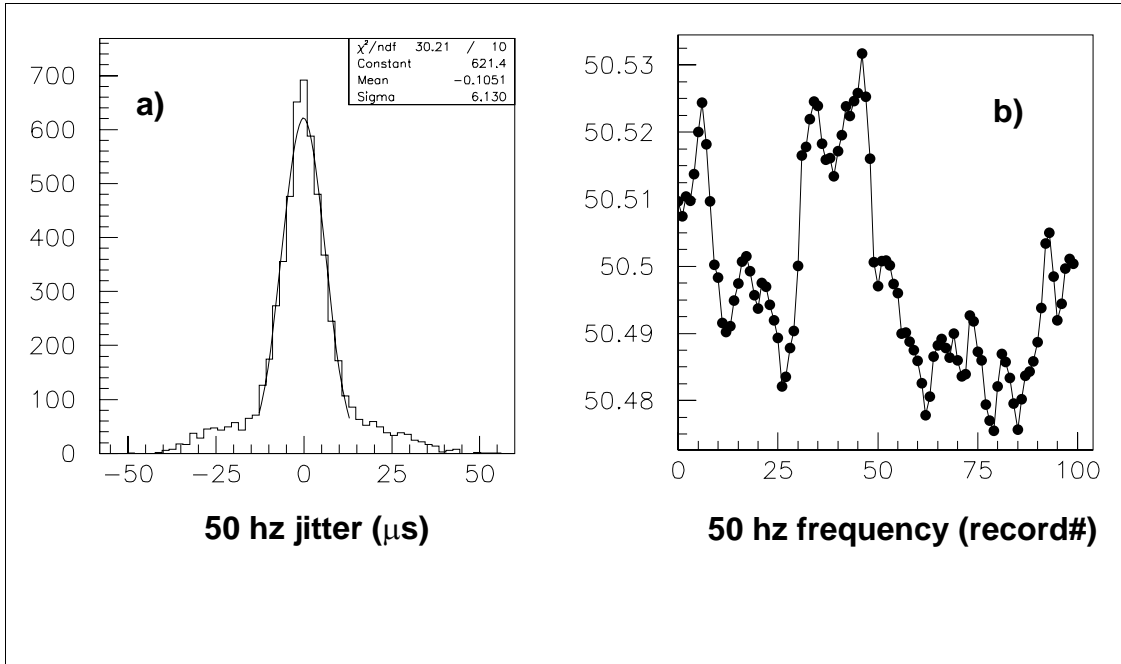 a)
χ²/ndf 30.21 / 10
Constant 621.4
Mean −0.1051
Sigma 6.130
700
600
500
400
300
200
100
0
−50 −25 0 25 50
50 hz jitter (μs)
b)
50.53
50.52
50.51
50.5
50.49
50.48
0 25 50 75 100
50 hz frequency (record#)